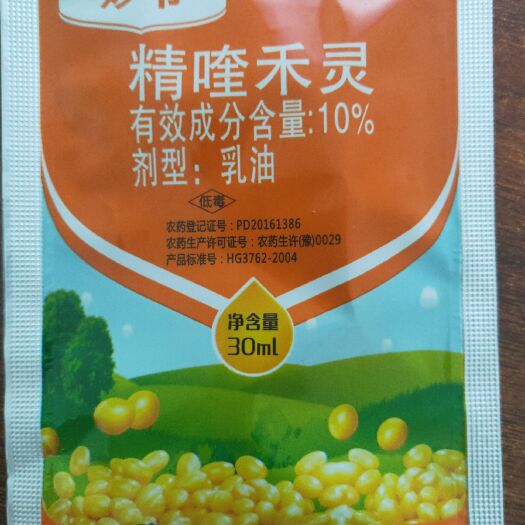 精喹禾灵
有效成分含量:10%
剂型：乳油
低毒
农药登记证号：PD20161386
农药生产许可证号：农药生许(豫)0029
产品标准号：HG3762-2004
净含量
30ml